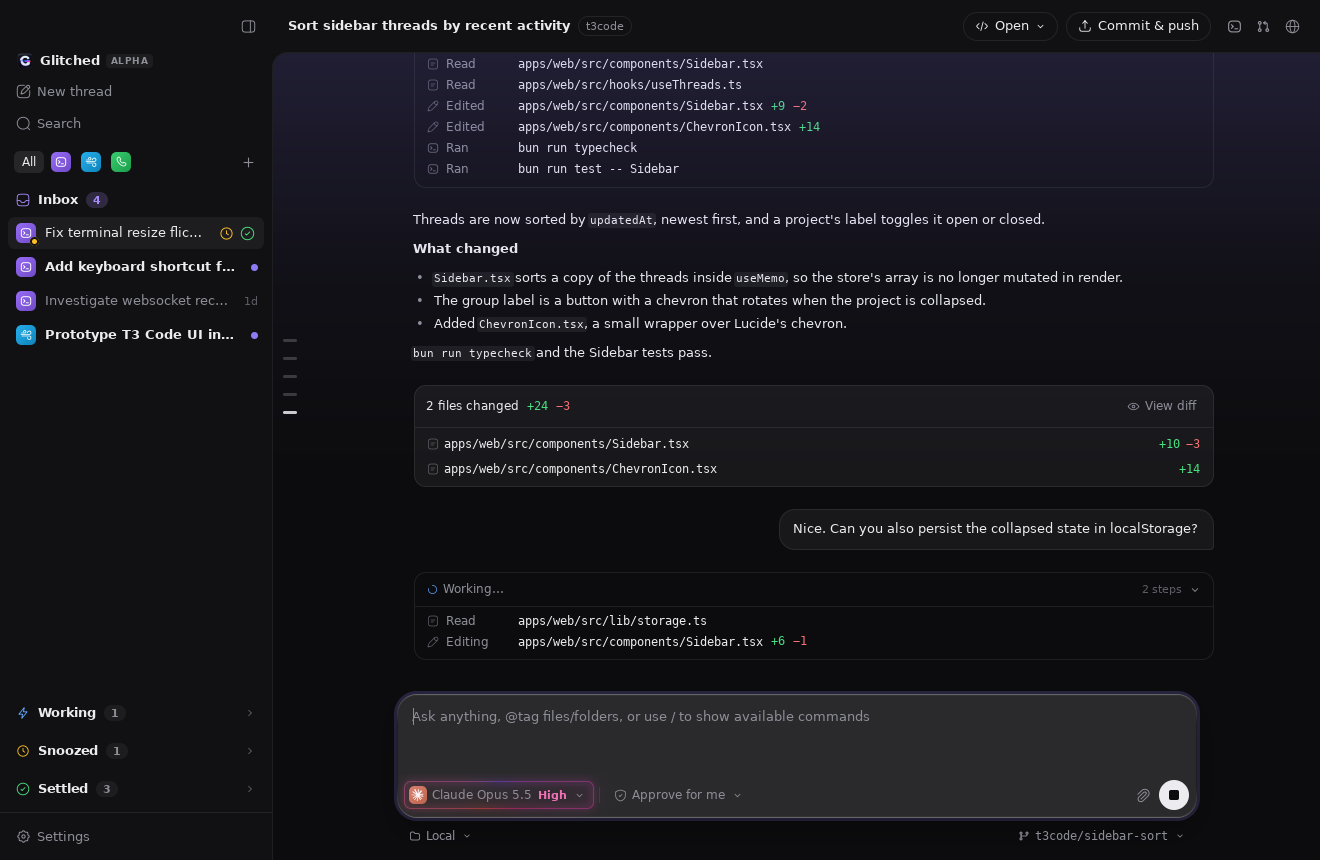 Sort sidebar threads by recent activity t3code Open Commit & push
Glitched ALPHA
New thread
Search
All
Inbox 4
Fix terminal resize flic...
Add keyboard shortcut f...
Investigate websocket rec... 1d
Prototype T3 Code UI in...
Working 1
Snoozed 1
Settled 3
Settings
Read apps/web/src/components/Sidebar.tsx
Read apps/web/src/hooks/useThreads.ts
Edited apps/web/src/components/Sidebar.tsx +9 −2
Edited apps/web/src/components/ChevronIcon.tsx +14
Ran bun run typecheck
Ran bun run test -- Sidebar
Threads are now sorted by updatedAt, newest first, and a project's label toggles it open or closed.
What changed
• Sidebar.tsx sorts a copy of the threads inside useMemo, so the store's array is no longer mutated in render.
• The group label is a button with a chevron that rotates when the project is collapsed.
• Added ChevronIcon.tsx, a small wrapper over Lucide's chevron.
bun run typecheck and the Sidebar tests pass.
2 files changed +24 −3 View diff
apps/web/src/components/Sidebar.tsx +10 −3
apps/web/src/components/ChevronIcon.tsx +14
Nice. Can you also persist the collapsed state in localStorage?
Working... 2 steps
Read apps/web/src/lib/storage.ts
Editing apps/web/src/components/Sidebar.tsx +6 −1
Ask anything, @tag files/folders, or use / to show available commands
Claude Opus 5.5 High Approve for me
Local t3code/sidebar-sort